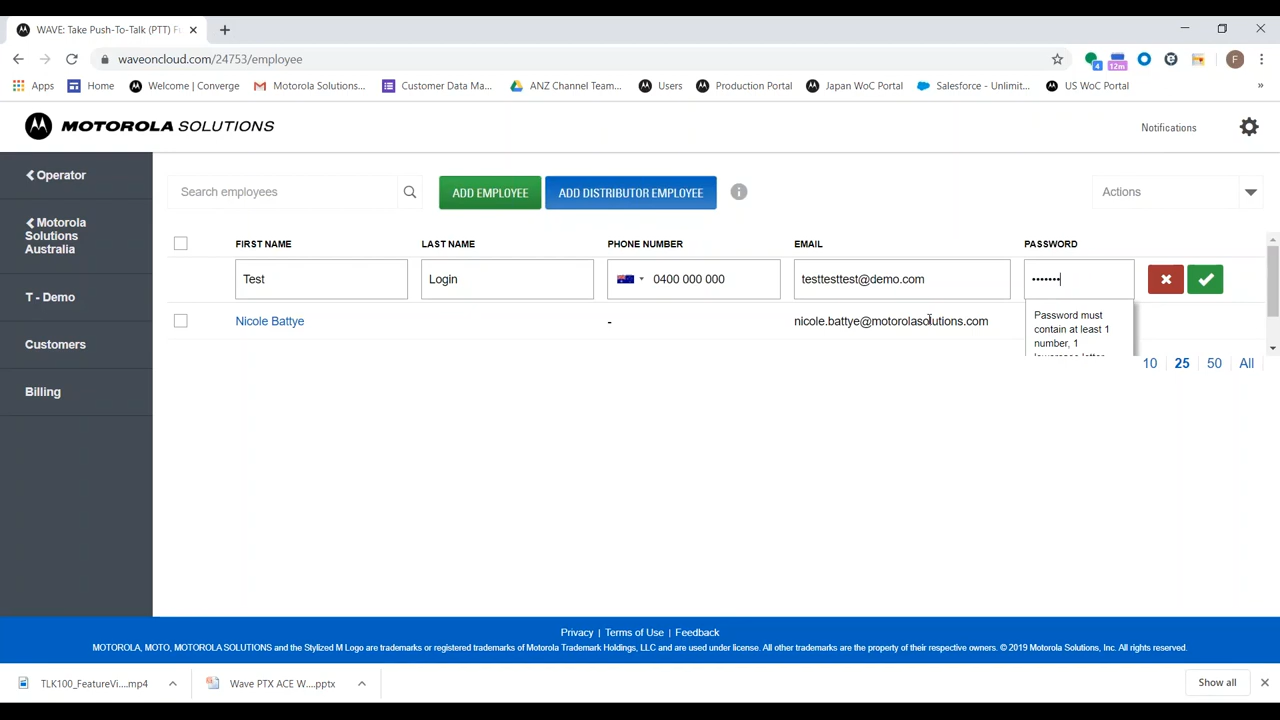 WAVE: Take Push-To-Talk (PTT) F
waveoncloud.com/24753/employee
4
12m
F
Apps
Home
Welcome | Converge
Motorola Solutions...
Customer Data Ma...
ANZ Channel Team...
Users
Production Portal
Japan WoC Portal
Salesforce - Unlimit...
US WoC Portal
»
MOTOROLA SOLUTIONS
Notifications
Operator
Motorola
Solutions
Australia
T - Demo
Customers
Billing
Search employees
ADD EMPLOYEE
ADD DISTRIBUTOR EMPLOYEE
Actions
FIRST NAME
LAST NAME
PHONE NUMBER
EMAIL
PASSWORD
Test
Login
0400 000 000
testtesttest@demo.com
•••••••
Nicole Battye
-
nicole.battye@motorolasolutions.com
Password must
contain at least 1
number, 1
lowercase letter
10 | 25 | 50 | All
Privacy | Terms of Use | Feedback
MOTOROLA, MOTO, MOTOROLA SOLUTIONS and the Stylized M Logo are trademarks or registered trademarks of Motorola Trademark Holdings, LLC and are used under license. All other trademarks are the property of their respective owners. © 2019 Motorola Solutions, Inc. All rights reserved.
TLK100_FeatureVi....mp4
Wave PTX ACE W....pptx
Show all